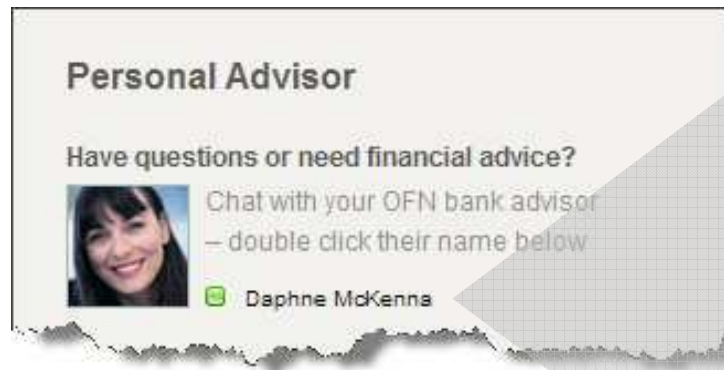 Personal Advisor
Have questions or need financial advice?
Chat with your OFN bank advisor
– double click their name below
Daphne McKenna